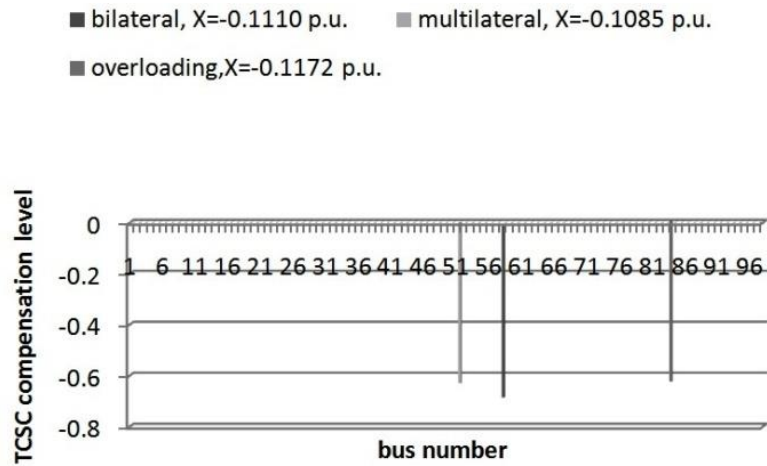 bilateral, X=-0.1110 p.u. multilateral, X=-0.1085 p.u.
overloading,X=-0.1172 p.u.
TCSC compensation level
0
1 6 11 16 21 26 31 36 41 46 51 56 61 66 71 76 81 86 91 96
-0.2
-0.4
-0.6
-0.8
bus number